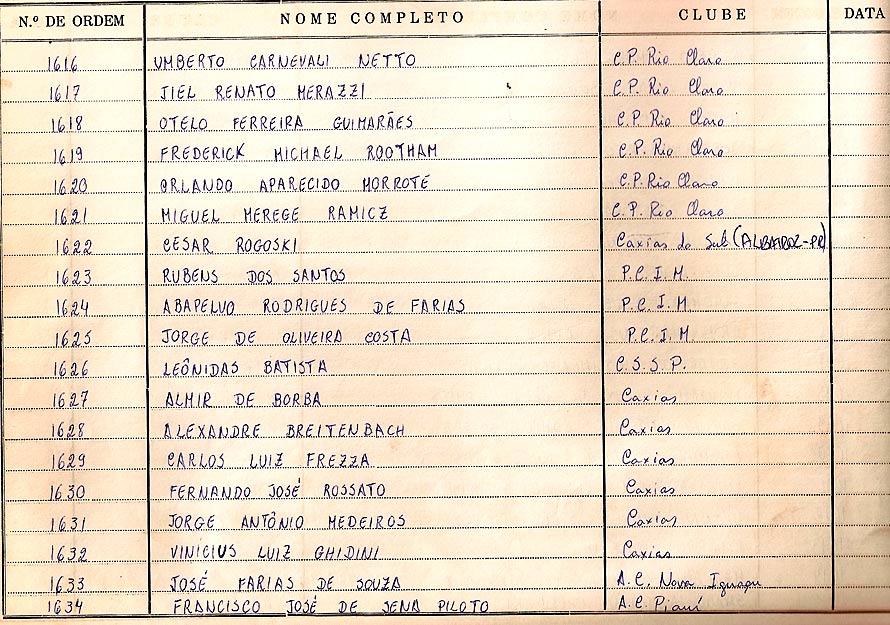 N.º DE ORDEM NOME COMPLETO CLUBE DATA
1616 UMBERTO CARNEVALI NETTO C.P. Rio Claro
1617 JIEL RENATO MERAZZI C.P. Rio Claro
1618 OTELO FERREIRA GUIMARÃES C.P. Rio Claro
1619 FREDERICK MICHAEL ROOTHAM C.P. Rio Claro
1620 ORLANDO APARECIDO MORROTÉ C.P. Rio Claro
1621 MIGUEL MEREGE RAMICZ C.P. Rio Claro
1622 CESAR ROGOSKI Caxias do Sul (ALBATROZ-PR)
1623 RUBENS DOS SANTOS P.C.I.M.
1624 ABAPELVO RODRIGUES DE FARIAS P.C.I.M
1625 JORGE DE OLIVEIRA COSTA P.C.I.M.
1626 LEÔNIDAS BATISTA C.S.S.P.
1627 ALMIR DE BORBA Caxias
1628 ALEXANDRE BREITENBACH Caxias
1629 CARLOS LUIZ FREZZA Caxias
1630 FERNANDO JOSÉ ROSSATO Caxias
1631 JORGE ANTÔNIO MEDEIROS Caxias
1632 VINICIUS LUIZ GHIDINI Caxias
1633 JOSÉ FARIAS DE SOUZA A.C. Nova Iguaçu
1634 FRANCISCO JOSÉ DE SENA PILOTO A.C. Piauí